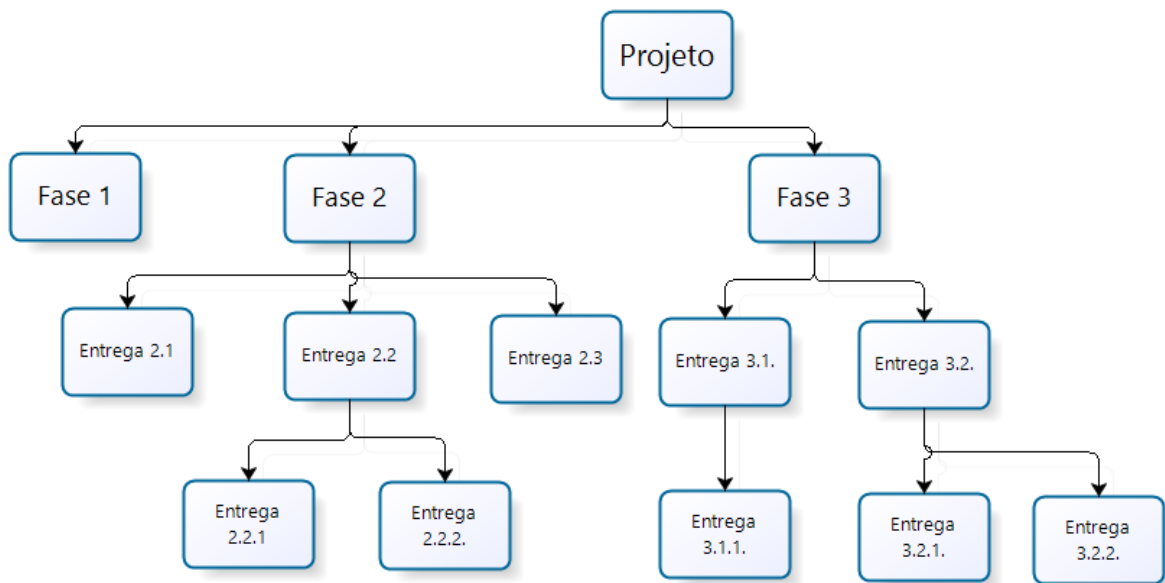 Projeto
Fase 1
Fase 2
Fase 3
Entrega 2.1
Entrega 2.2
Entrega 2.3
Entrega 3.1.
Entrega 3.2.
Entrega
2.2.1
Entrega
2.2.2.
Entrega
3.1.1.
Entrega
3.2.1.
Entrega
3.2.2.